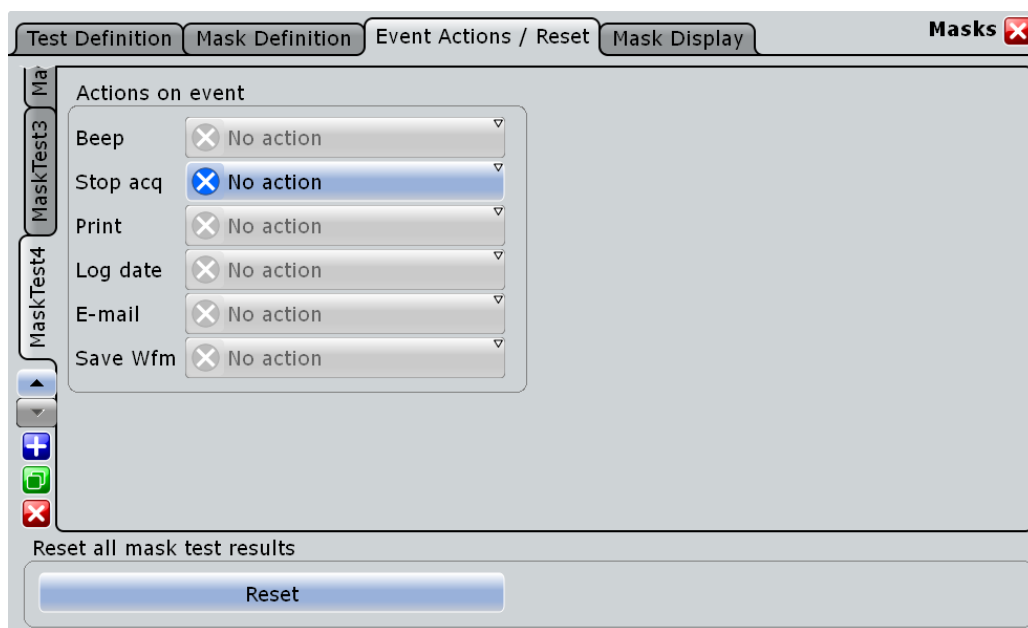 Test Definition Mask Definition Event Actions / Reset Mask Display Masks
Ma
MaskTest3
MaskTest4
Actions on event
Beep No action
Stop acq No action
Print No action
Log date No action
E-mail No action
Save Wfm No action
Reset all mask test results
Reset